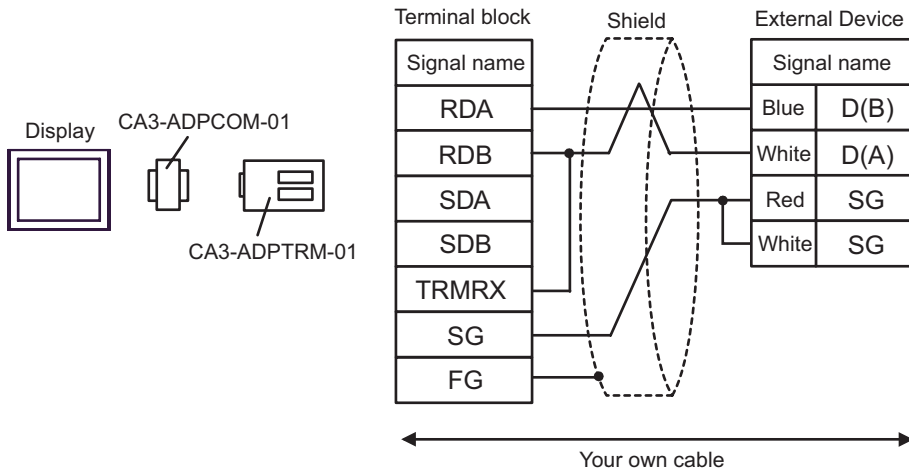 Display
CA3-ADPCOM-01
CA3-ADPTRM-01
Terminal block
Shield
External Device
Signal name
RDA
RDB
SDA
SDB
TRMRX
SG
FG
Signal name
Blue D(B)
White D(A)
Red SG
White SG
Your own cable